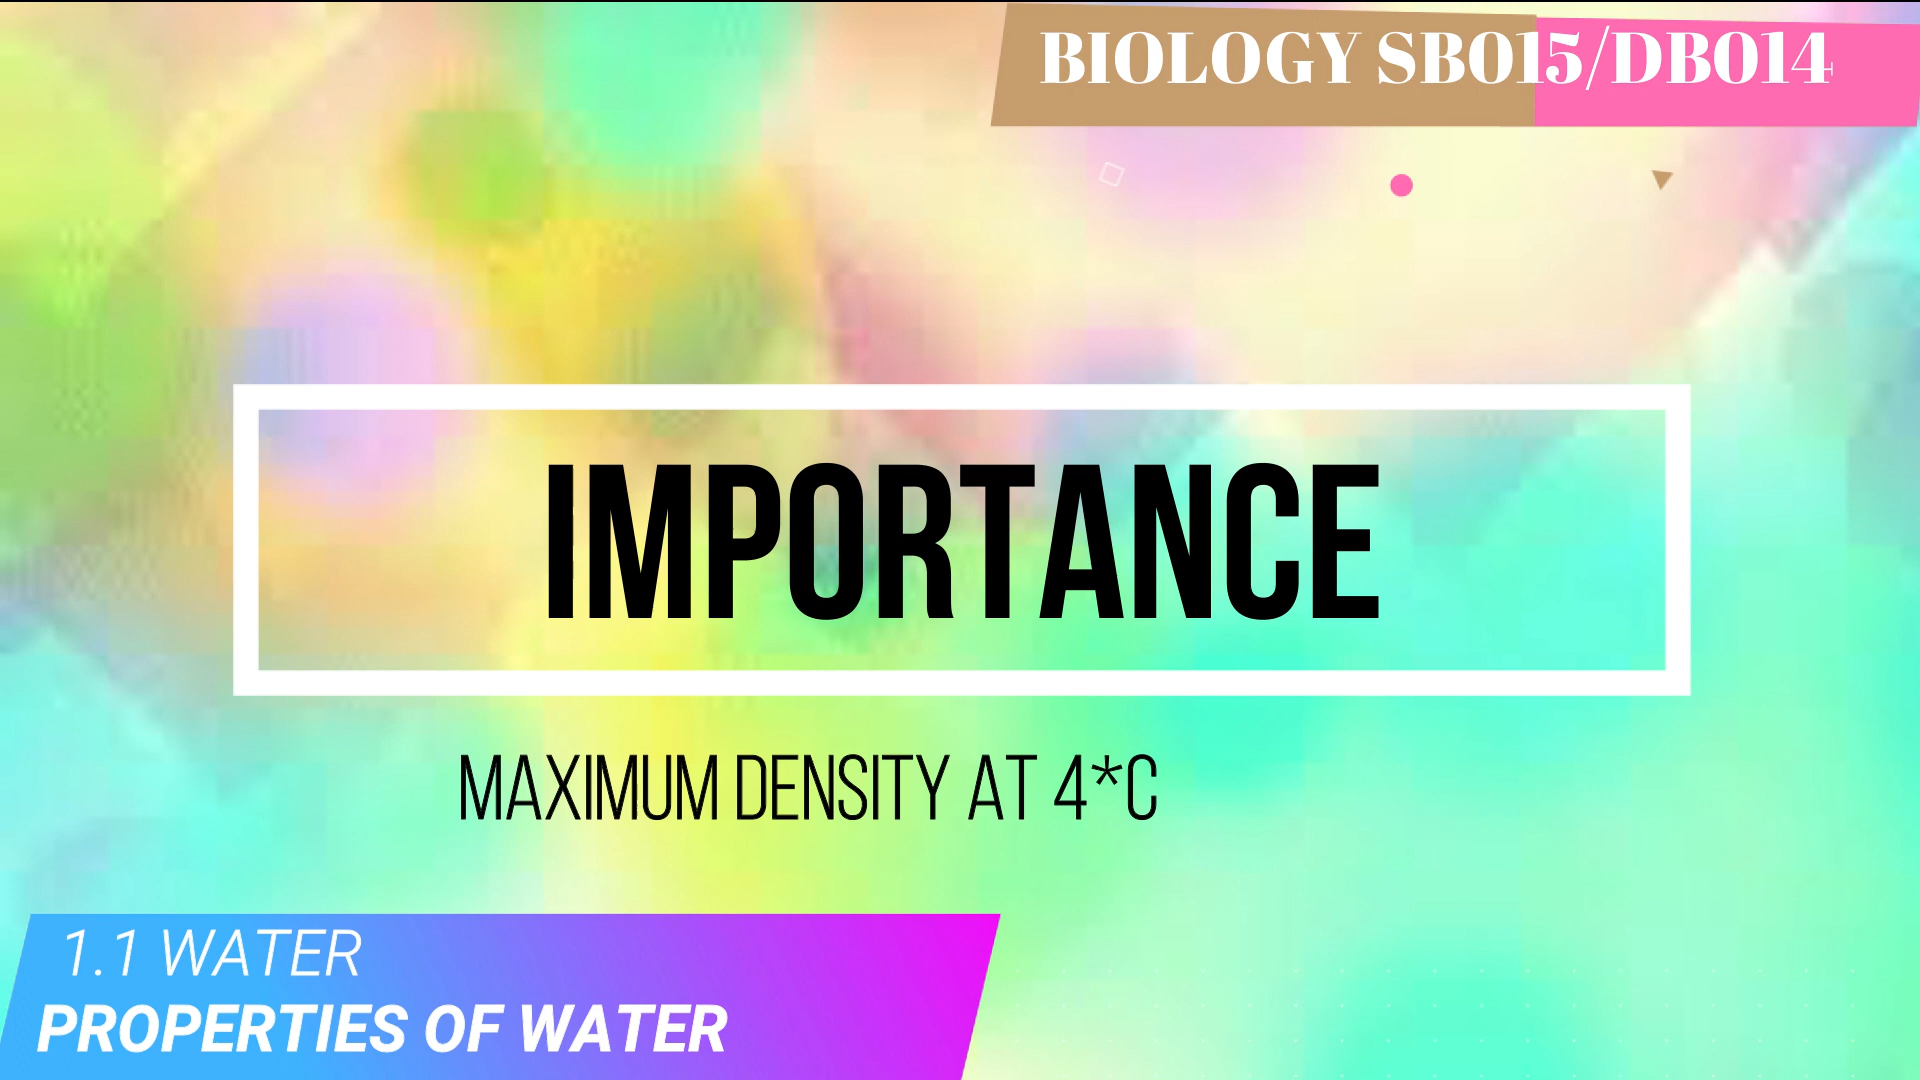 BIOLOGY SB015/DB014
IMPORTANCE
MAXIMUM DENSITY AT 4*C
1.1 WATER
PROPERTIES OF WATER